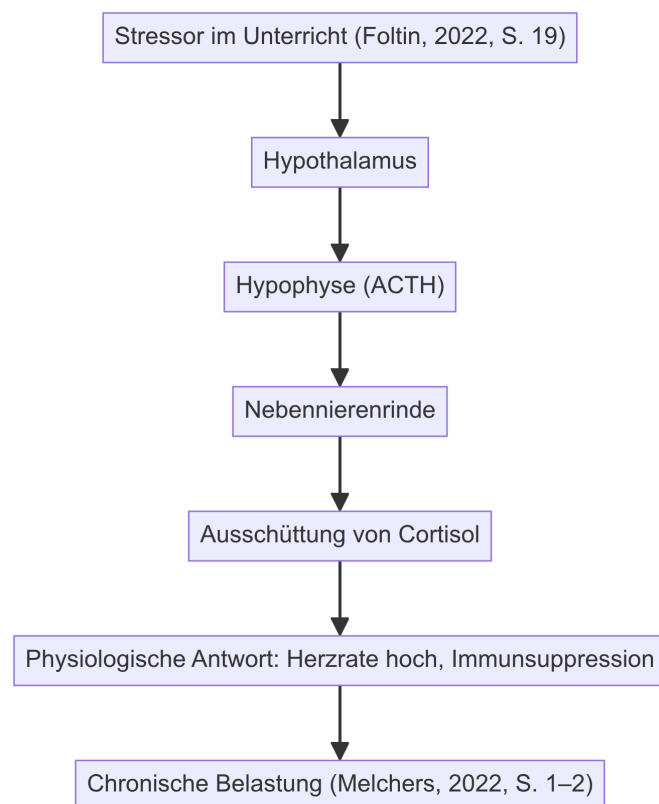 Stressor im Unterricht (Foltin, 2022, S. 19)
Hypothalamus
Hypophyse (ACTH)
Nebennierenrinde
Ausschüttung von Cortisol
Physiologische Antwort: Herzrate hoch, Immunsuppression
Chronische Belastung (Melchers, 2022, S. 1–2)